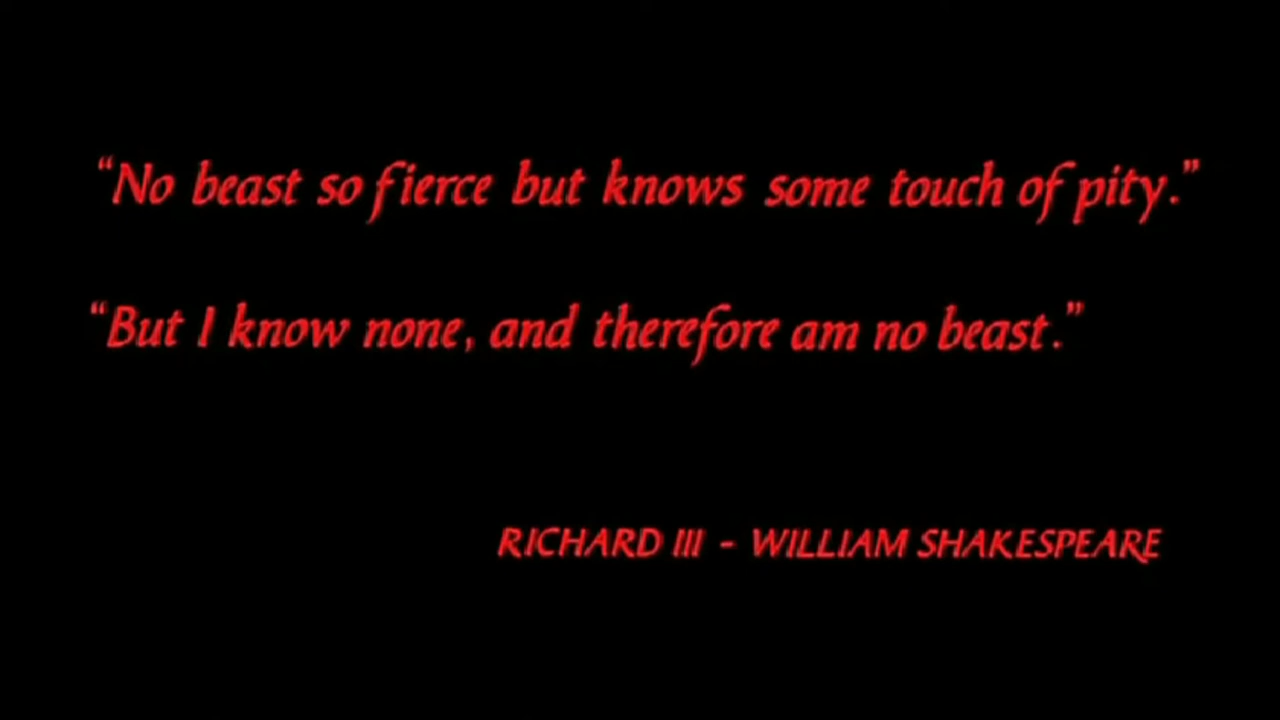 “No beast so fierce but knows some touch of pity.”
“But I know none, and therefore am no beast.”
RICHARD III - WILLIAM SHAKESPEARE